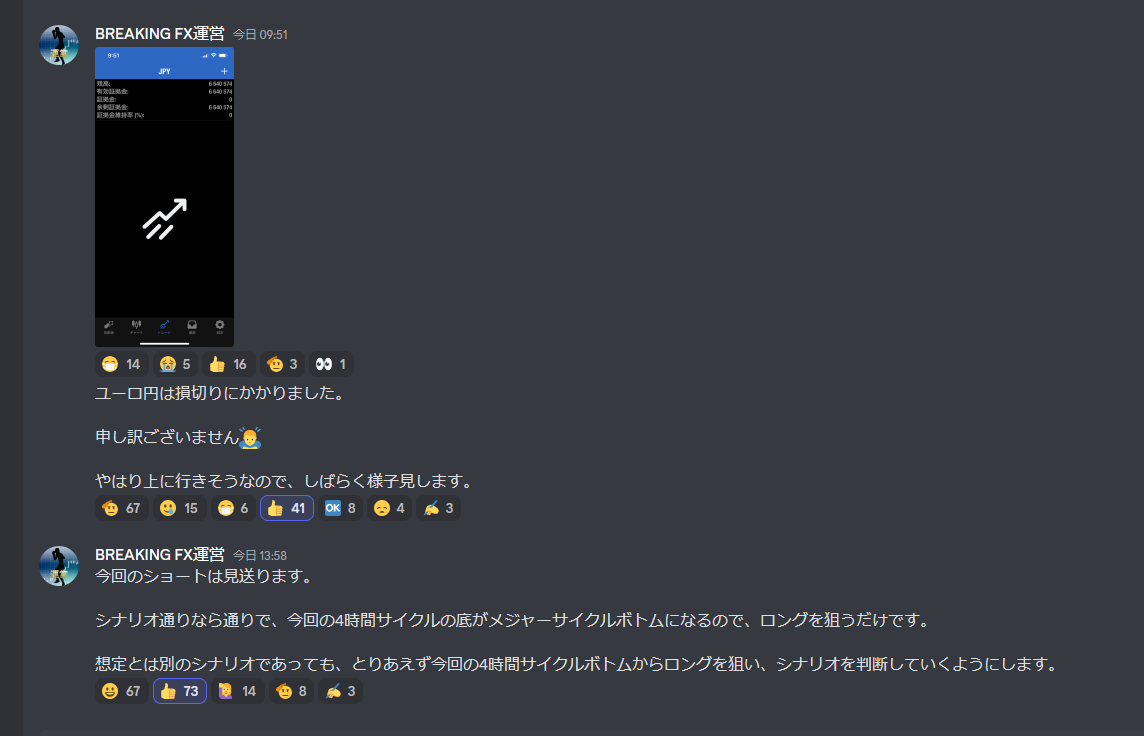 BREAKING FX運営 今日 09:51
9:51
JPY +
残高: 6 640 574
有効証拠金: 6 640 574
証拠金: 0
余剰証拠金: 6 640 574
証拠金維持率 (%): 0
14 5 16 3 1
ユーロ円は損切りにかかりました。
申し訳ございません
やはり上に行きそうなので、しばらく様子見します。
67 15 6 41 OK 8 4 3
BREAKING FX運営 今日 13:58
今回のショートは見送ります。
シナリオ通りなら通りで、今回の4時間サイクルの底がメジャーサイクルボトムになるので、ロングを狙うだけです。
想定とは別のシナリオであっても、とりあえず今回の4時間サイクルボトムからロングを狙い、シナリオを判断していくようにします。
67 73 14 8 3